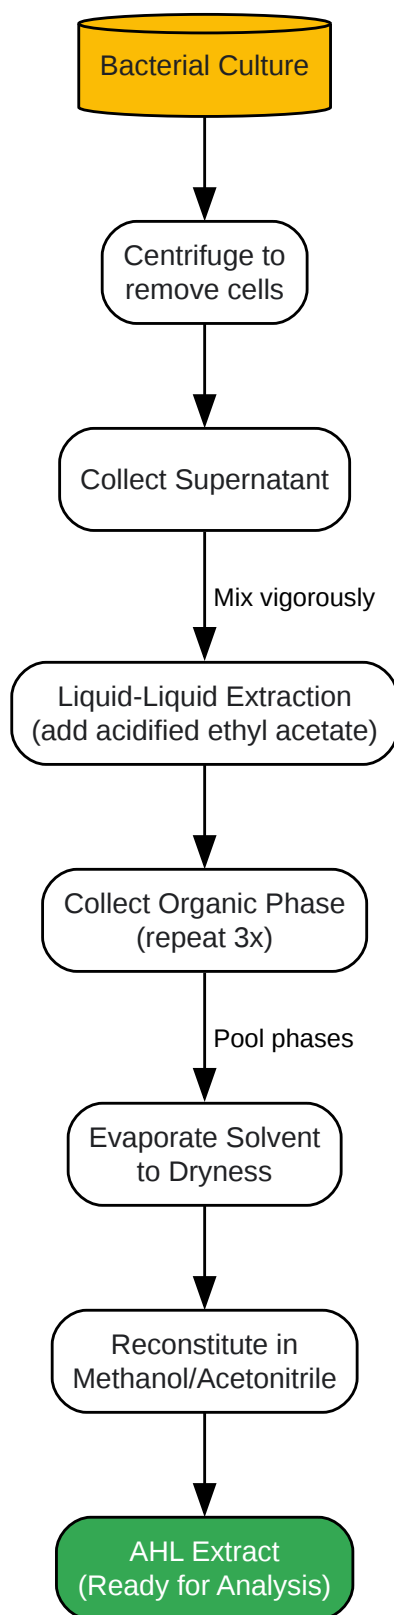 Bacterial Culture
Centrifuge to
remove cells
Collect Supernatant
Mix vigorously
Liquid-Liquid Extraction
(add acidified ethyl acetate)
Collect Organic Phase
(repeat 3x)
Pool phases
Evaporate Solvent
to Dryness
Reconstitute in
Methanol/Acetonitrile
AHL Extract
(Ready for Analysis)